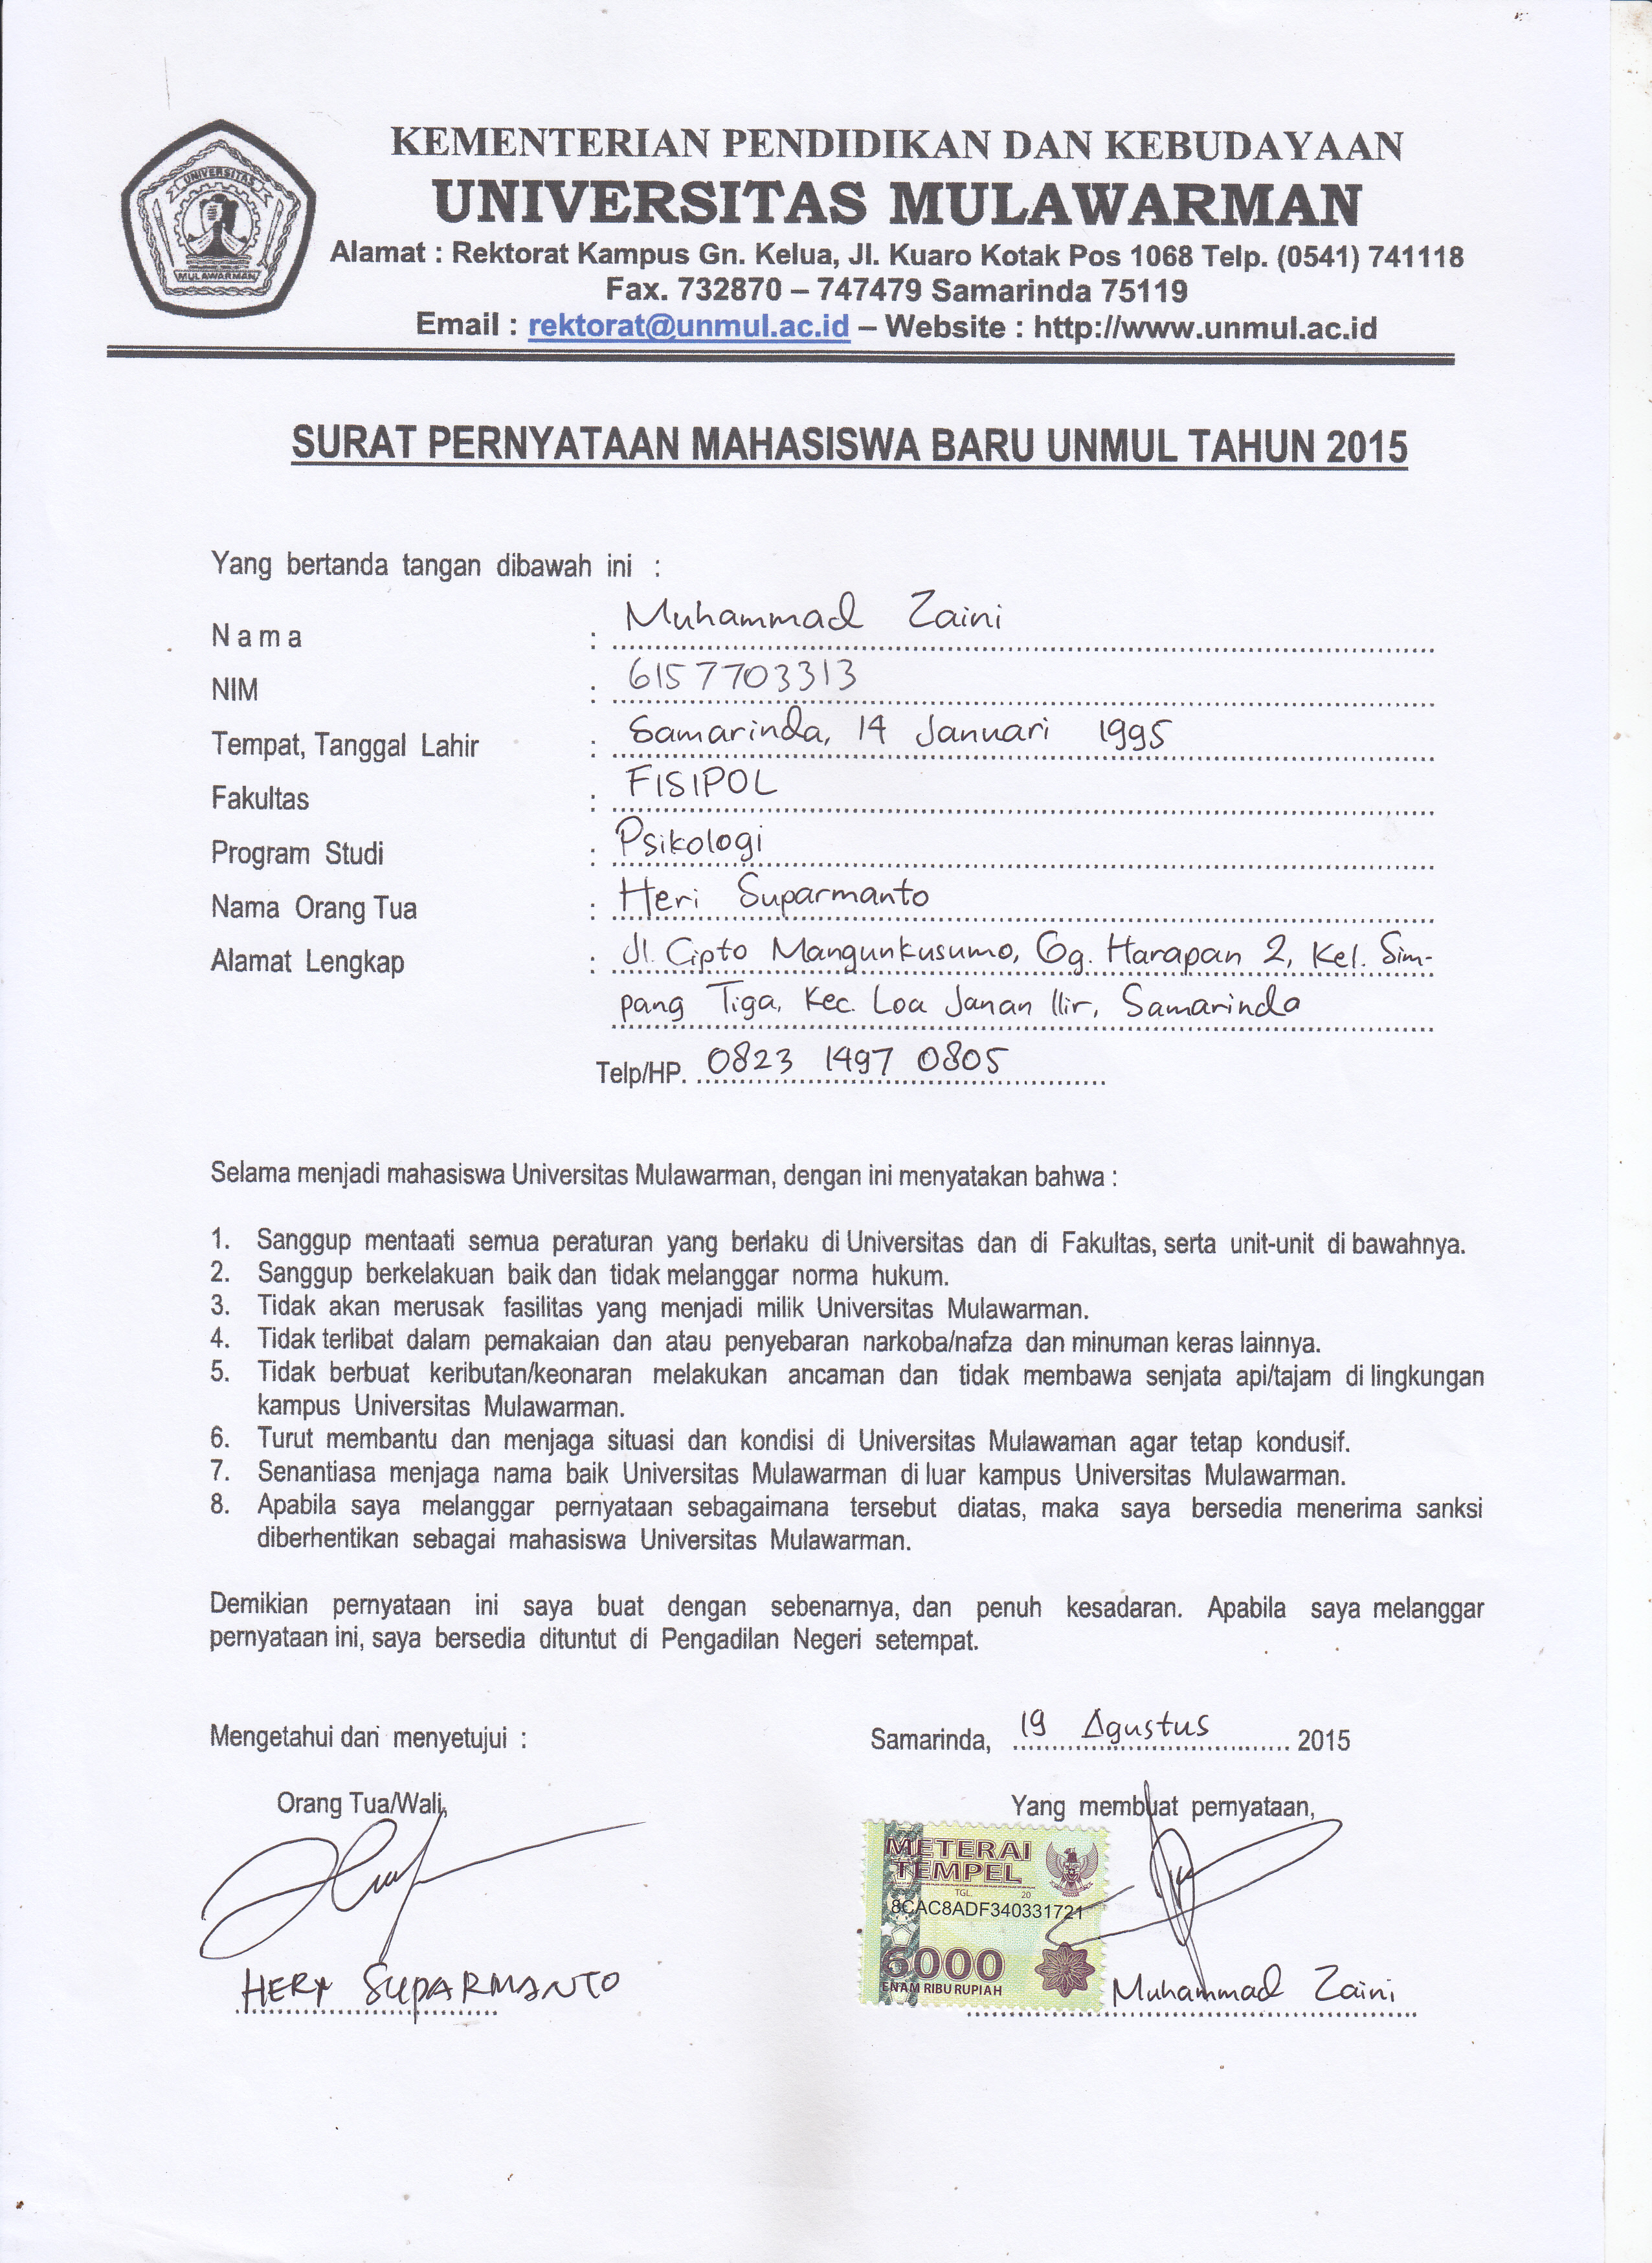 UNIVERSITAS
MULAWARMAN
KEMENTERIAN PENDIDIKAN DAN KEBUDAYAAN
UNIVERSITAS MULAWARMAN
Alamat : Rektorat Kampus Gn. Kelua, Jl. Kuaro Kotak Pos 1068 Telp. (0541) 741118
Fax. 732870 – 747479 Samarinda 75119
Email : rektorat@unmul.ac.id – Website : http://www.unmul.ac.id
SURAT PERNYATAAN MAHASISWA BARU UNMUL TAHUN 2015
Yang bertanda tangan dibawah ini :
N a m a : Muhammad Zaini
NIM : 6157703313
Tempat, Tanggal Lahir : Samarinda, 14 Januari 1995
Fakultas : FISIPOL
Program Studi : Psikologi
Nama Orang Tua : Heri Suparmanto
Alamat Lengkap : Jl. Cipto Mangunkusumo, Gg. Harapan 2, Kel. Sim-
pang Tiga, Kec. Loa Janan Ilir, Samarinda
Telp/HP. 0823 1497 0805
Selama menjadi mahasiswa Universitas Mulawarman, dengan ini menyatakan bahwa :
1. Sanggup mentaati semua peraturan yang berlaku di Universitas dan di Fakultas, serta unit-unit di bawahnya.
2. Sanggup berkelakuan baik dan tidak melanggar norma hukum.
3. Tidak akan merusak fasilitas yang menjadi milik Universitas Mulawarman.
4. Tidak terlibat dalam pemakaian dan atau penyebaran narkoba/nafza dan minuman keras lainnya.
5. Tidak berbuat keributan/keonaran melakukan ancaman dan tidak membawa senjata api/tajam di lingkungan
kampus Universitas Mulawarman.
6. Turut membantu dan menjaga situasi dan kondisi di Universitas Mulawaman agar tetap kondusif.
7. Senantiasa menjaga nama baik Universitas Mulawarman di luar kampus Universitas Mulawarman.
8. Apabila saya melanggar pernyataan sebagaimana tersebut diatas, maka saya bersedia menerima sanksi
diberhentikan sebagai mahasiswa Universitas Mulawarman.
Demikian pernyataan ini saya buat dengan sebenarnya, dan penuh kesadaran. Apabila saya melanggar
pernyataan ini, saya bersedia dituntut di Pengadilan Negeri setempat.
Mengetahui dan menyetujui :
Samarinda, 19 Agustus 2015
Orang Tua/Wali,
Yang membuat pernyataan,
METERAI
TEMPEL
TGL. 20
8CAC8ADF340331721
6000
ENAM RIBU RUPIAH
HERY SUPARMANTO
Muhammad Zaini